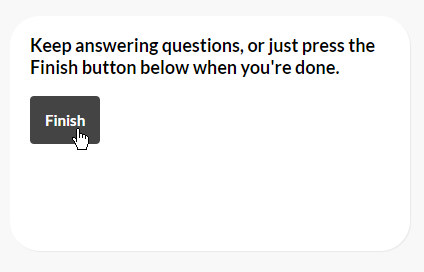 Keep answering questions, or just press the
Finish button below when you're done.
Finish